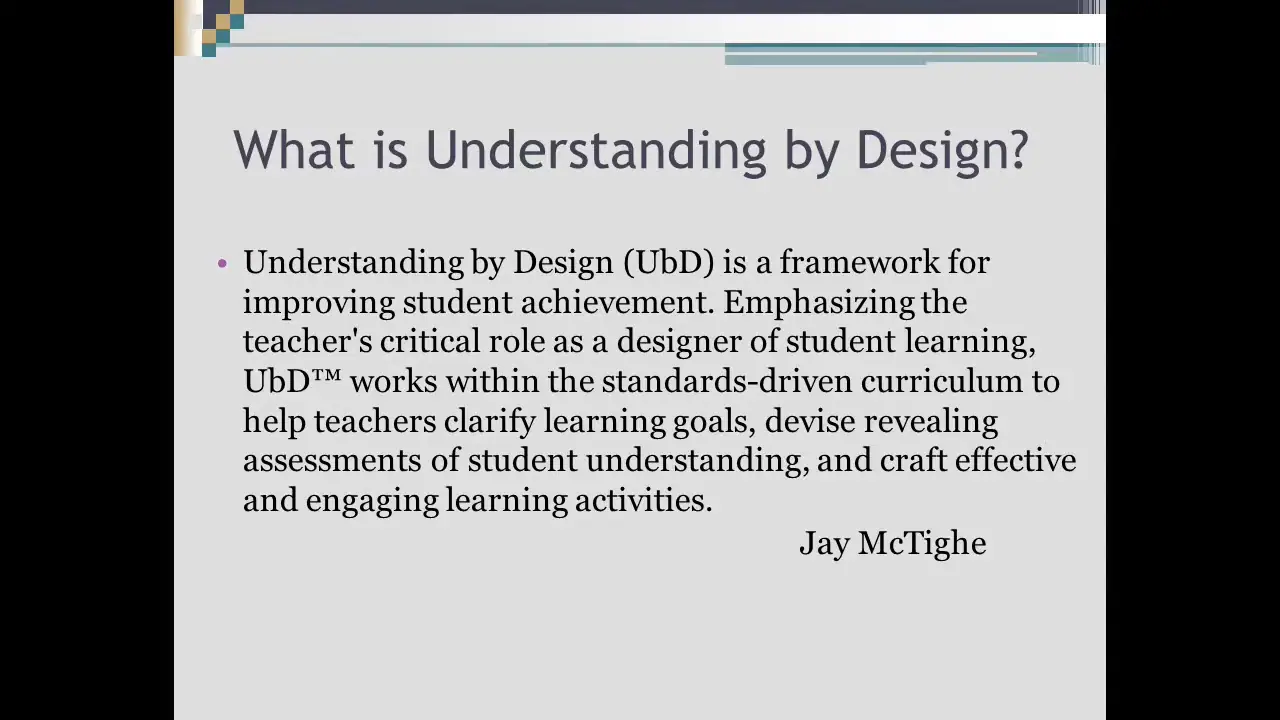 What is Understanding by Design?
• Understanding by Design (UbD) is a framework for
improving student achievement. Emphasizing the
teacher's critical role as a designer of student learning,
UbD™ works within the standards-driven curriculum to
help teachers clarify learning goals, devise revealing
assessments of student understanding, and craft effective
and engaging learning activities.
Jay McTighe